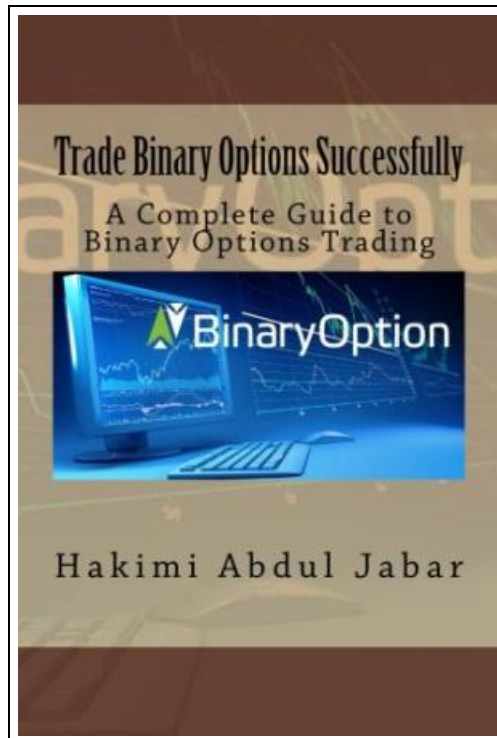 Trade Binary Options Successfully
A Complete Guide to
Binary Options Trading
BinaryOption
Hakimi Abdul Jabar